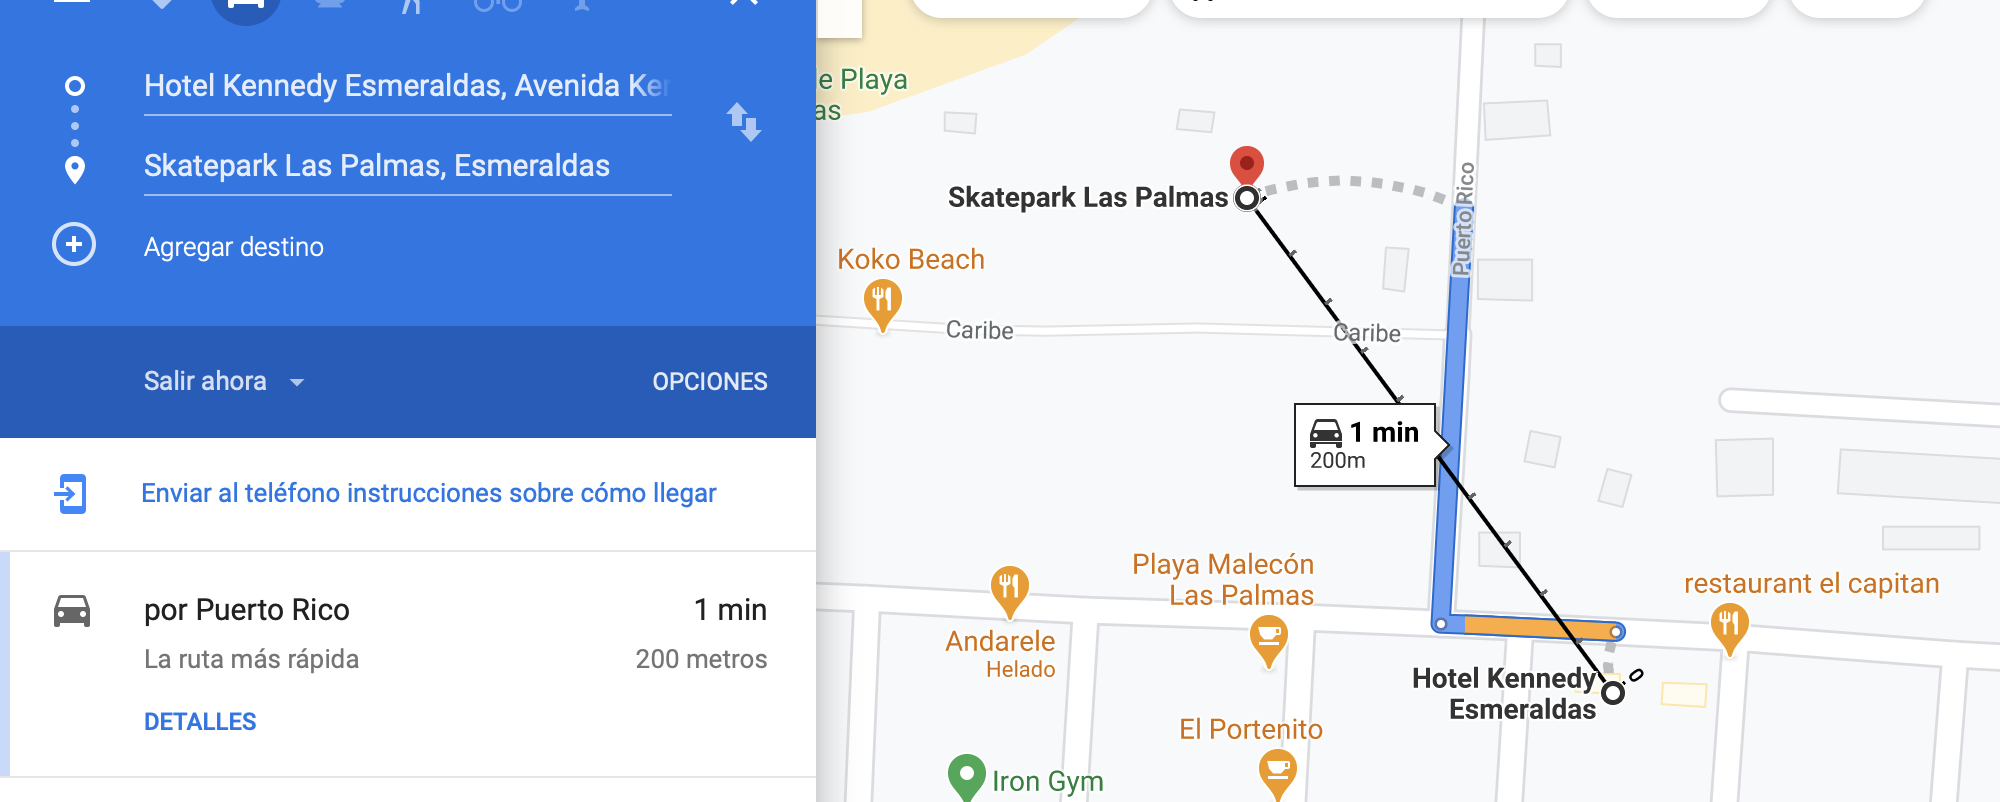 Hotel Kennedy Esmeraldas, Avenida Ken
Skatepark Las Palmas, Esmeraldas
Agregar destino
Salir ahora
OPCIONES
Enviar al teléfono instrucciones sobre cómo llegar
por Puerto Rico
1 min
La ruta más rápida
200 metros
DETALLES
le Playa
as
Skatepark Las Palmas
Puerto Rico
Koko Beach
Caribe
Caribe
1 min
200m
Playa Malecón
Las Palmas
restaurant el capitan
Andarele
Helado
Hotel Kennedy
Esmeraldas
0
El Portenito
Iron Gym